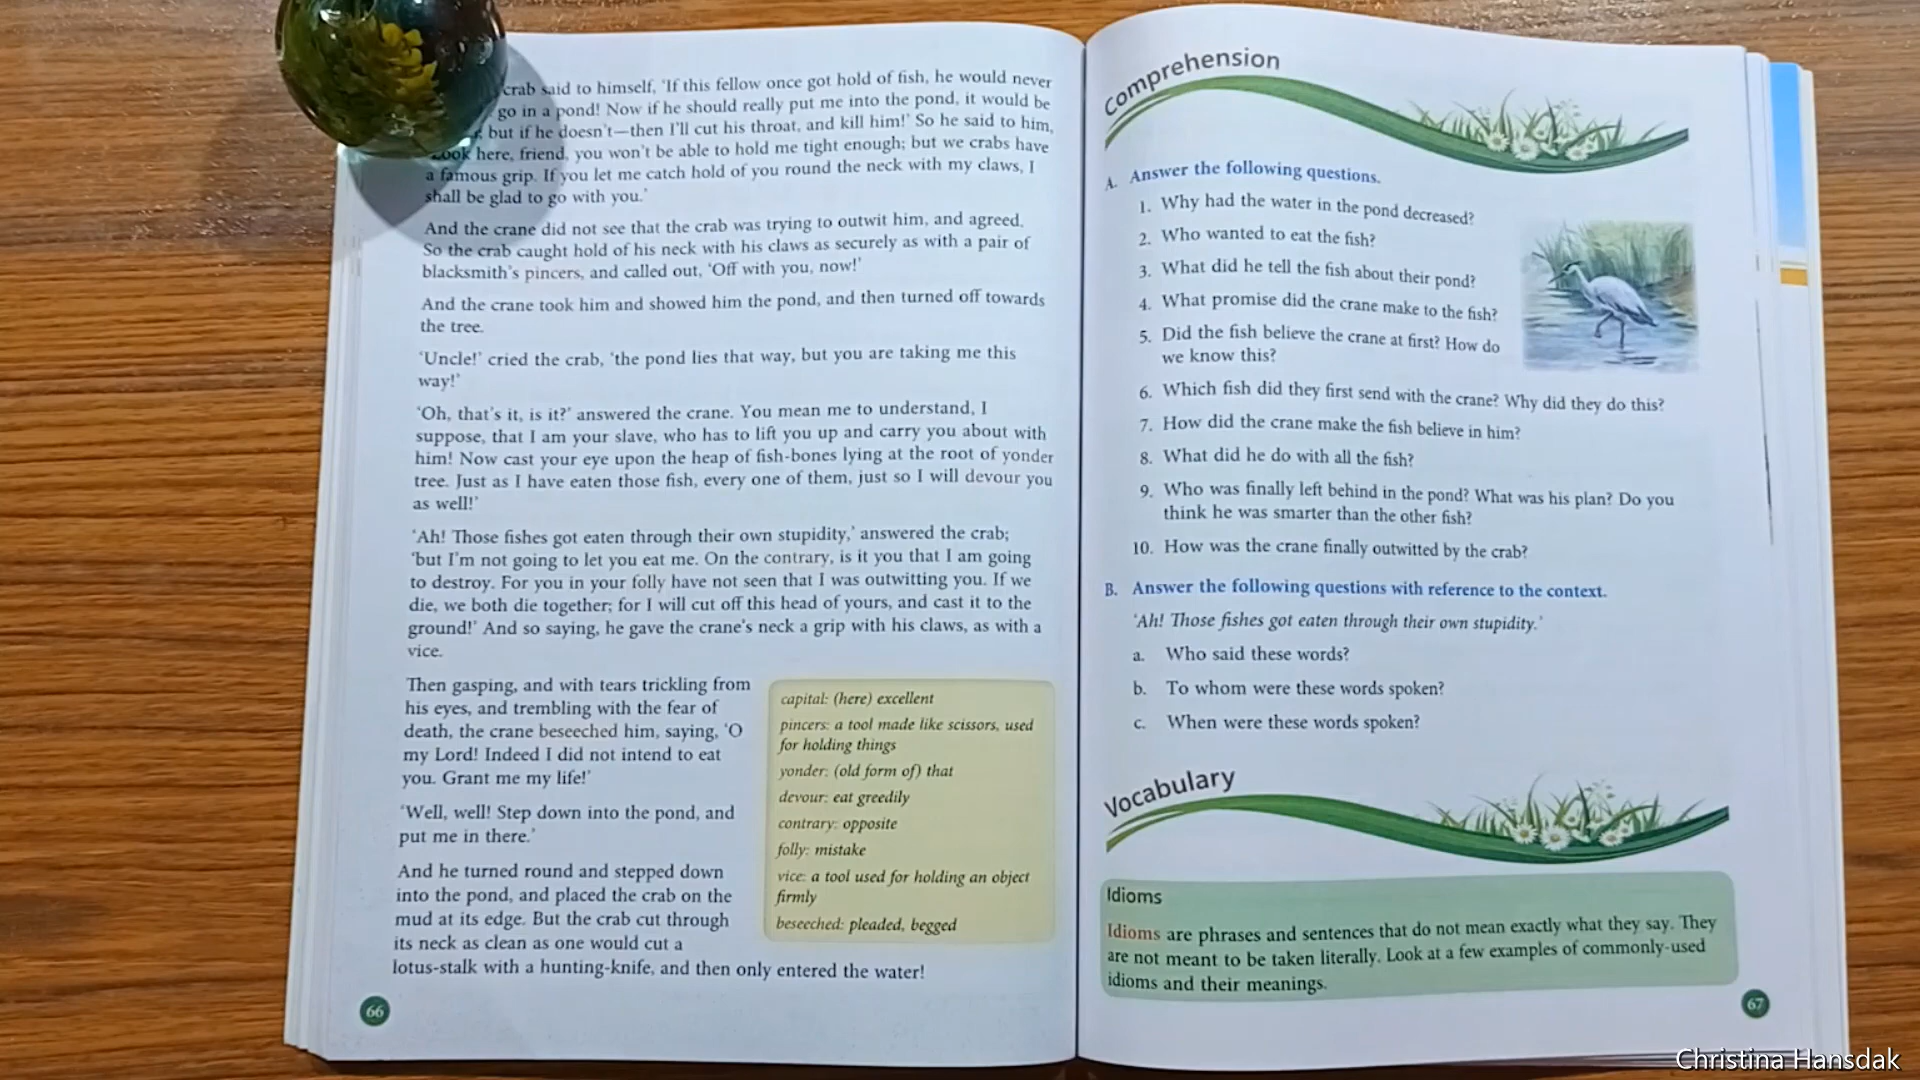 crab said to himself, 'If this fellow once got hold of fish, he would never
go in a pond! Now if he should really put me into the pond, it would be
but if he doesn't—then I'll cut his throat, and kill him!' So he said to him,
here, friend, you won't be able to hold me tight enough; but we crabs have
a famous grip. If you let me catch hold of you round the neck with my claws, I
shall be glad to go with you.'
And the crane did not see that the crab was trying to outwit him, and agreed.
So the crab caught hold of his neck with his claws as securely as with a pair of
blacksmith's pincers, and called out, 'Off with you, now!'
And the crane took him and showed him the pond, and then turned off towards
the tree.
'Uncle!' cried the crab, 'the pond lies that way, but you are taking me this
way!'
'Oh, that's it, is it?' answered the crane. You mean me to understand, I
suppose, that I am your slave, who has to lift you up and carry you about with
him! Now cast your eye upon the heap of fish-bones lying at the root of yonder
tree. Just as I have eaten those fish, every one of them, just so I will devour you
as well!'
'Ah! Those fishes got eaten through their own stupidity,' answered the crab;
'but I'm not going to let you eat me. On the contrary, is it you that I am going
to destroy. For you in your folly have not seen that I was outwitting you. If we
die, we both die together; for I will cut off this head of yours, and cast it to the
ground!' And so saying, he gave the crane's neck a grip with his claws, as with a
vice.
Then gasping, and with tears trickling from
his eyes, and trembling with the fear of
death, the crane beseeched him, saying, 'O
my Lord! Indeed I did not intend to eat
you. Grant me my life!'
'Well, well! Step down into the pond, and
put me in there.'
And he turned round and stepped down
into the pond, and placed the crab on the
mud at its edge. But the crab cut through
its neck as clean as one would cut a
lotus-stalk with a hunting-knife, and then only entered the water!
capital: (here) excellent
pincers: a tool made like scissors, used
for holding things
yonder: (old form of) that
devour: eat greedily
contrary: opposite
folly: mistake
vice: a tool used for holding an object
firmly
beseeched: pleaded, begged
66
Comprehension
A. Answer the following questions.
1. Why had the water in the pond decreased?
2. Who wanted to eat the fish?
3. What did he tell the fish about their pond?
4. What promise did the crane make to the fish?
5. Did the fish believe the crane at first? How do
we know this?
6. Which fish did they first send with the crane? Why did they do this?
7. How did the crane make the fish believe in him?
8. What did he do with all the fish?
9. Who was finally left behind in the pond? What was his plan? Do you
think he was smarter than the other fish?
10. How was the crane finally outwitted by the crab?
B. Answer the following questions with reference to the context.
'Ah! Those fishes got eaten through their own stupidity.'
a. Who said these words?
b. To whom were these words spoken?
c. When were these words spoken?
Vocabulary
Idioms
Idioms are phrases and sentences that do not mean exactly what they say. They
are not meant to be taken literally. Look at a few examples of commonly-used
idioms and their meanings.
67
Christina Hansdak